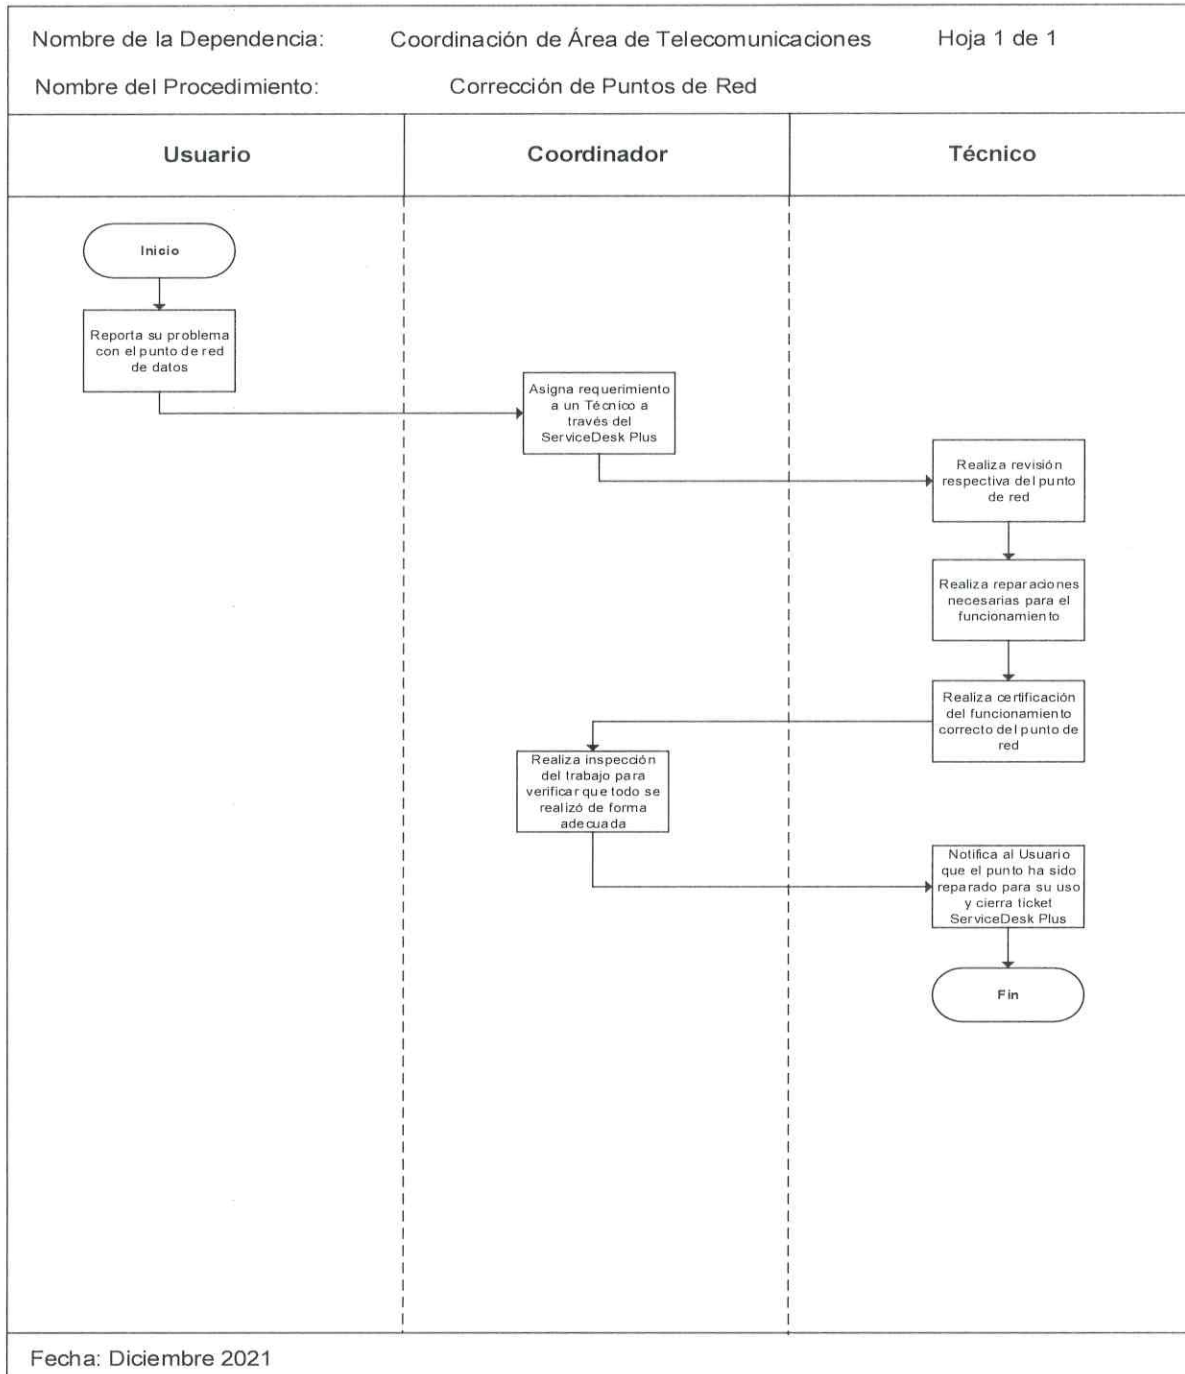 Nombre de la Dependencia: Coordinación de Área de Telecomunicaciones Hoja 1 de 1
Nombre del Procedimiento: Corrección de Puntos de Red
Usuario Coordinador Técnico
Inicio
Reporta su problema
con el punto de red
de datos
Asigna requerimiento
a un Técnico a
través del
ServiceDesk Plus
Realiza revisión
respectiva del punto
de red
Realiza reparaciones
necesarias para el
funcionamiento
Realiza certificación
del funcionamiento
correcto del punto de
red
Realiza inspección
del trabajo para
verificar que todo se
realizó de forma
adecuada
Notifica al Usuario
que el punto ha sido
reparado para su uso
y cierra ticket
ServiceDesk Plus
Fin
Fecha: Diciembre 2021